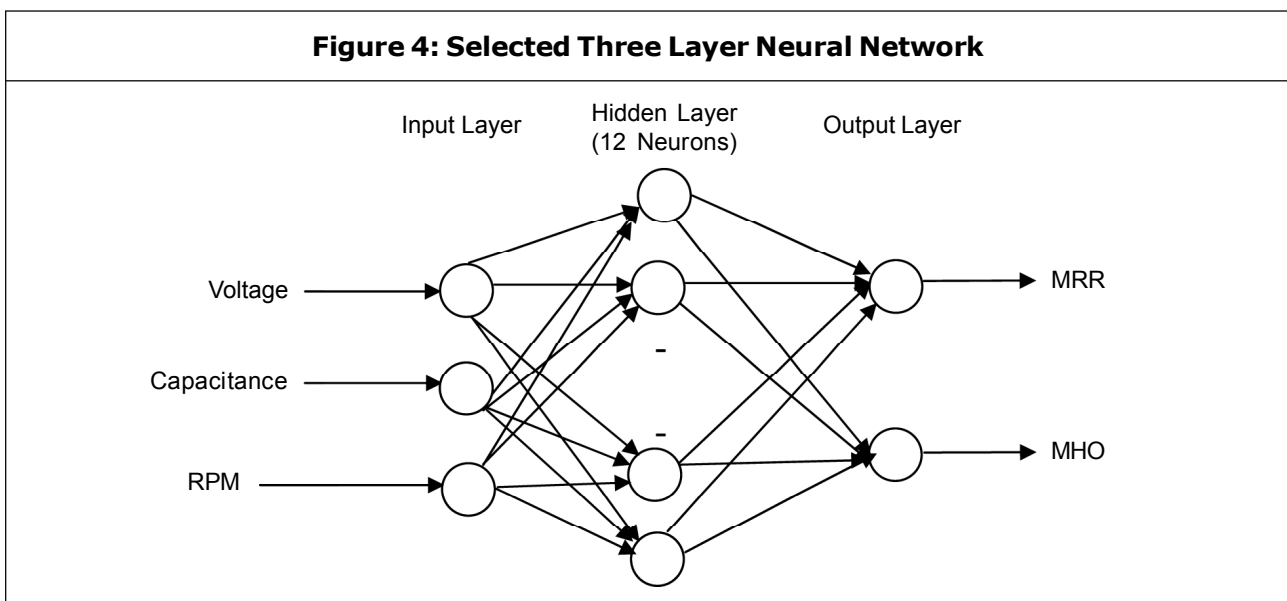 Figure 4: Selected Three Layer Neural Network
Input Layer
Hidden Layer
(12 Neurons)
Output Layer
Voltage
MRR
Capacitance
-
-
RPM
MHO